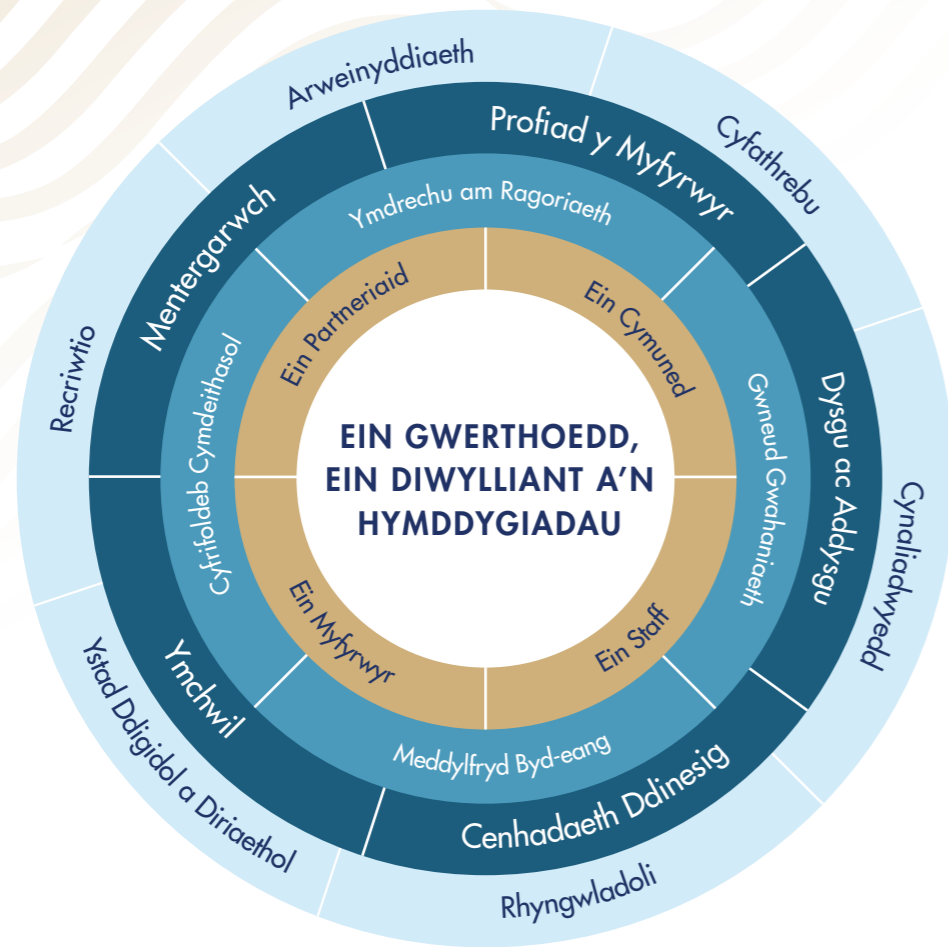 EIN GWERTHOEDD,
EIN DIWYLLIANT A'N
HYMDDYGIADAU
Ein Partneriaid
Ein Cymuned
Ein Staff
Ein Myfyrwyr
Ymdrechu am Ragoriaeth
Gwneud Gwahaniaeth
Meddylfryd Byd-eang
Cyfrifoldeb Cymdeithasol
Profiad y Myfyrwyr
Dysgu ac Addysgu
Cenhadaeth Ddinesig
Ymchwil
Mentergarwch
Arweinyddiaeth
Cyfathrebu
Cynaliadwyedd
Rhyngwladoli
Ystad Ddigidol a Diriaethol
Recriwtio